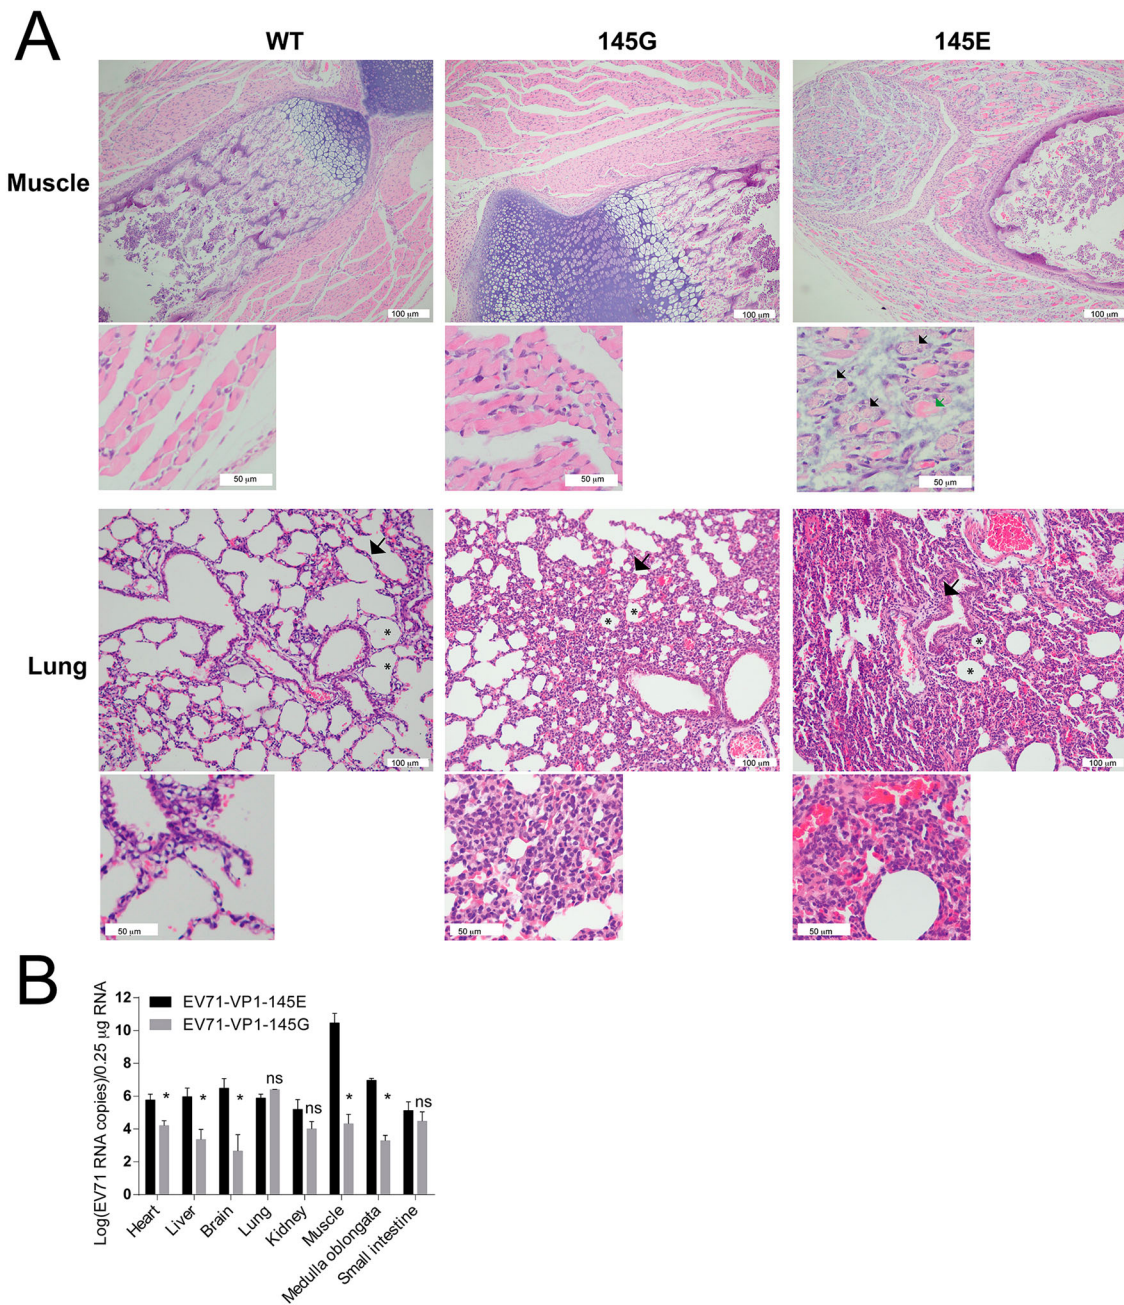 A
WT 145G 145E
Muscle
100 µm 100 µm 100 µm
50 µm 50 µm 50 µm
Lung
* * * * * *
100 µm 100 µm 100 µm
50 µm 50 µm 50 µm
B
Log(EV71 RNA copies)/0.25 µg RNA
12
10
8
6
4
2
0
EV71-VP1-145E
EV71-VP1-145G
* * * ns ns * * ns
Heart Liver Brain Lung Kidney Muscle Medulla oblongata Small intestine